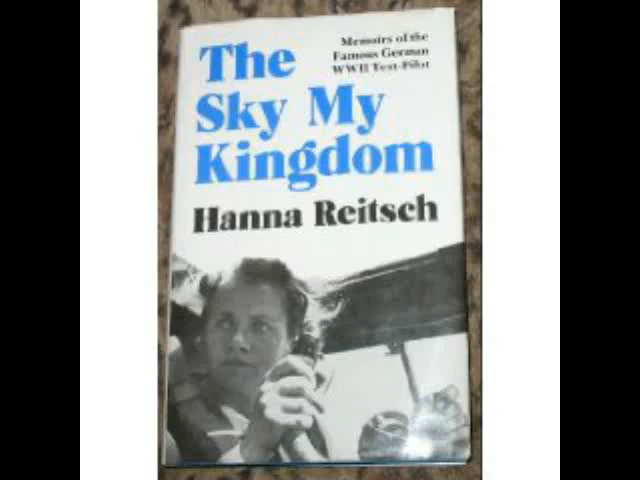 Memoirs of the
Famous German
WWII Test-Pilot
The
Sky My
Kingdom
Hanna Reitsch